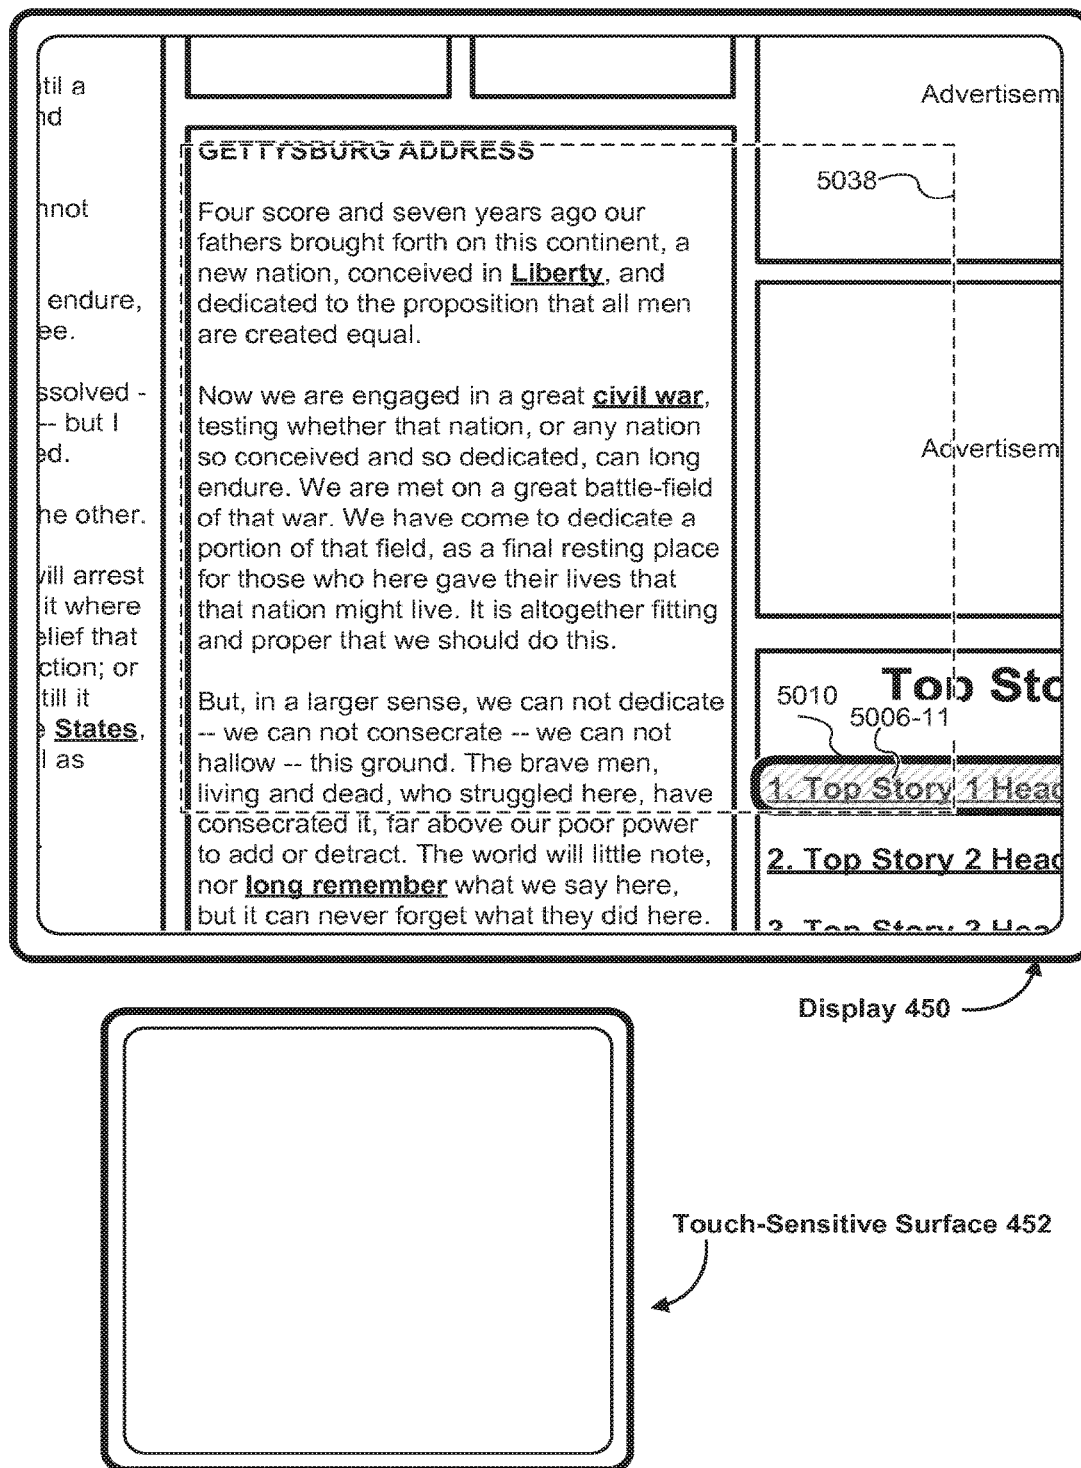 til a
nd
nnot
endure,
ee.
ssolved -
-- but I
ed.
he other.
vill arrest
it where
elief that
ction; or
till it
e States,
l as
GETTYSBURG ADDRESS
Four score and seven years ago our
fathers brought forth on this continent, a
new nation, conceived in Liberty, and
dedicated to the proposition that all men
are created equal.
Now we are engaged in a great civil war,
testing whether that nation, or any nation
so conceived and so dedicated, can long
endure. We are met on a great battle-field
of that war. We have come to dedicate a
portion of that field, as a final resting place
for those who here gave their lives that
that nation might live. It is altogether fitting
and proper that we should do this.
But, in a larger sense, we can not dedicate
-- we can not consecrate -- we can not
hallow -- this ground. The brave men,
living and dead, who struggled here, have
consecrated it, far above our poor power
to add or detract. The world will little note,
nor long remember what we say here,
but it can never forget what they did here.
Advertisem
5038
Advertisem
Top Sto
5010
5006-11
1. Top Story 1 Head
2. Top Story 2 Head
3. Top Story 3 Hea
Display 450
Touch-Sensitive Surface 452